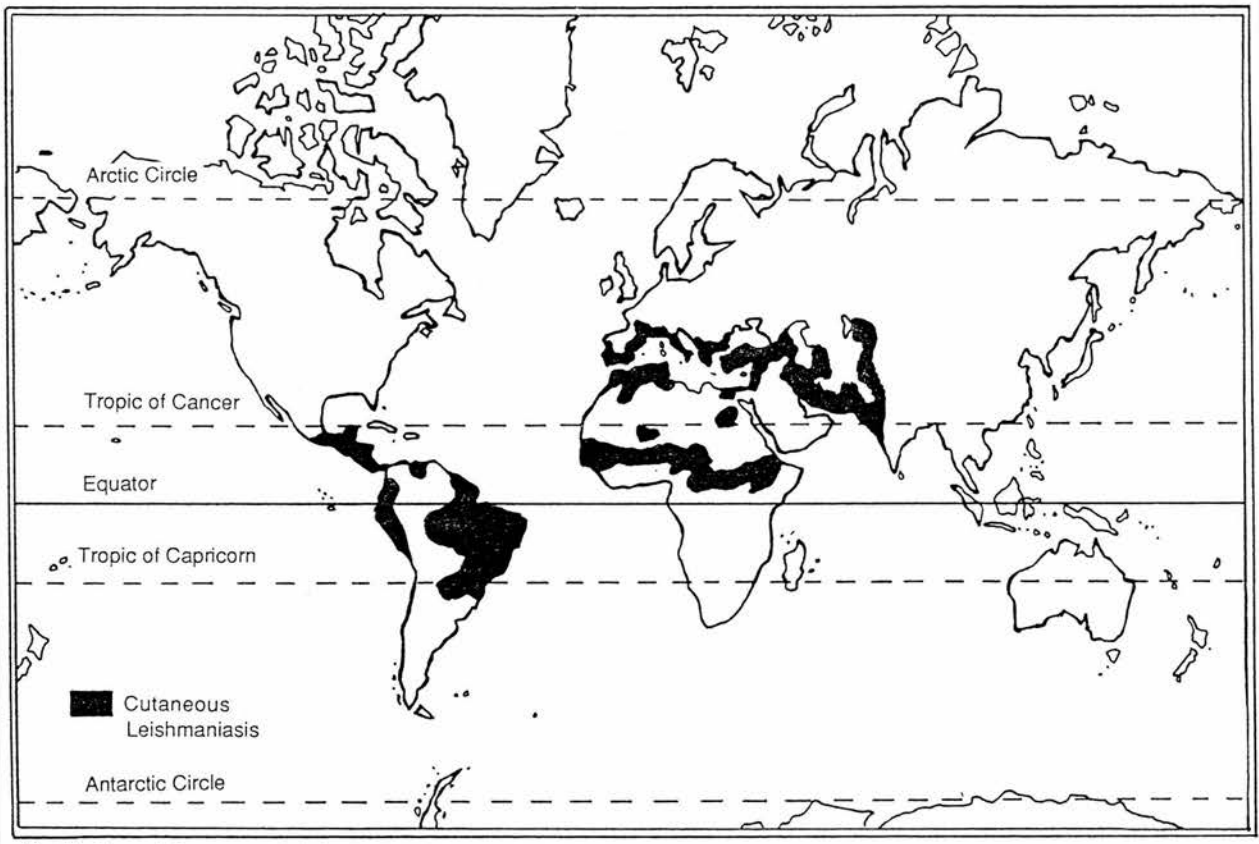 Arctic Circle
Tropic of Cancer
Equator
Tropic of Capricorn
Cutaneous
Leishmaniasis
Antarctic Circle